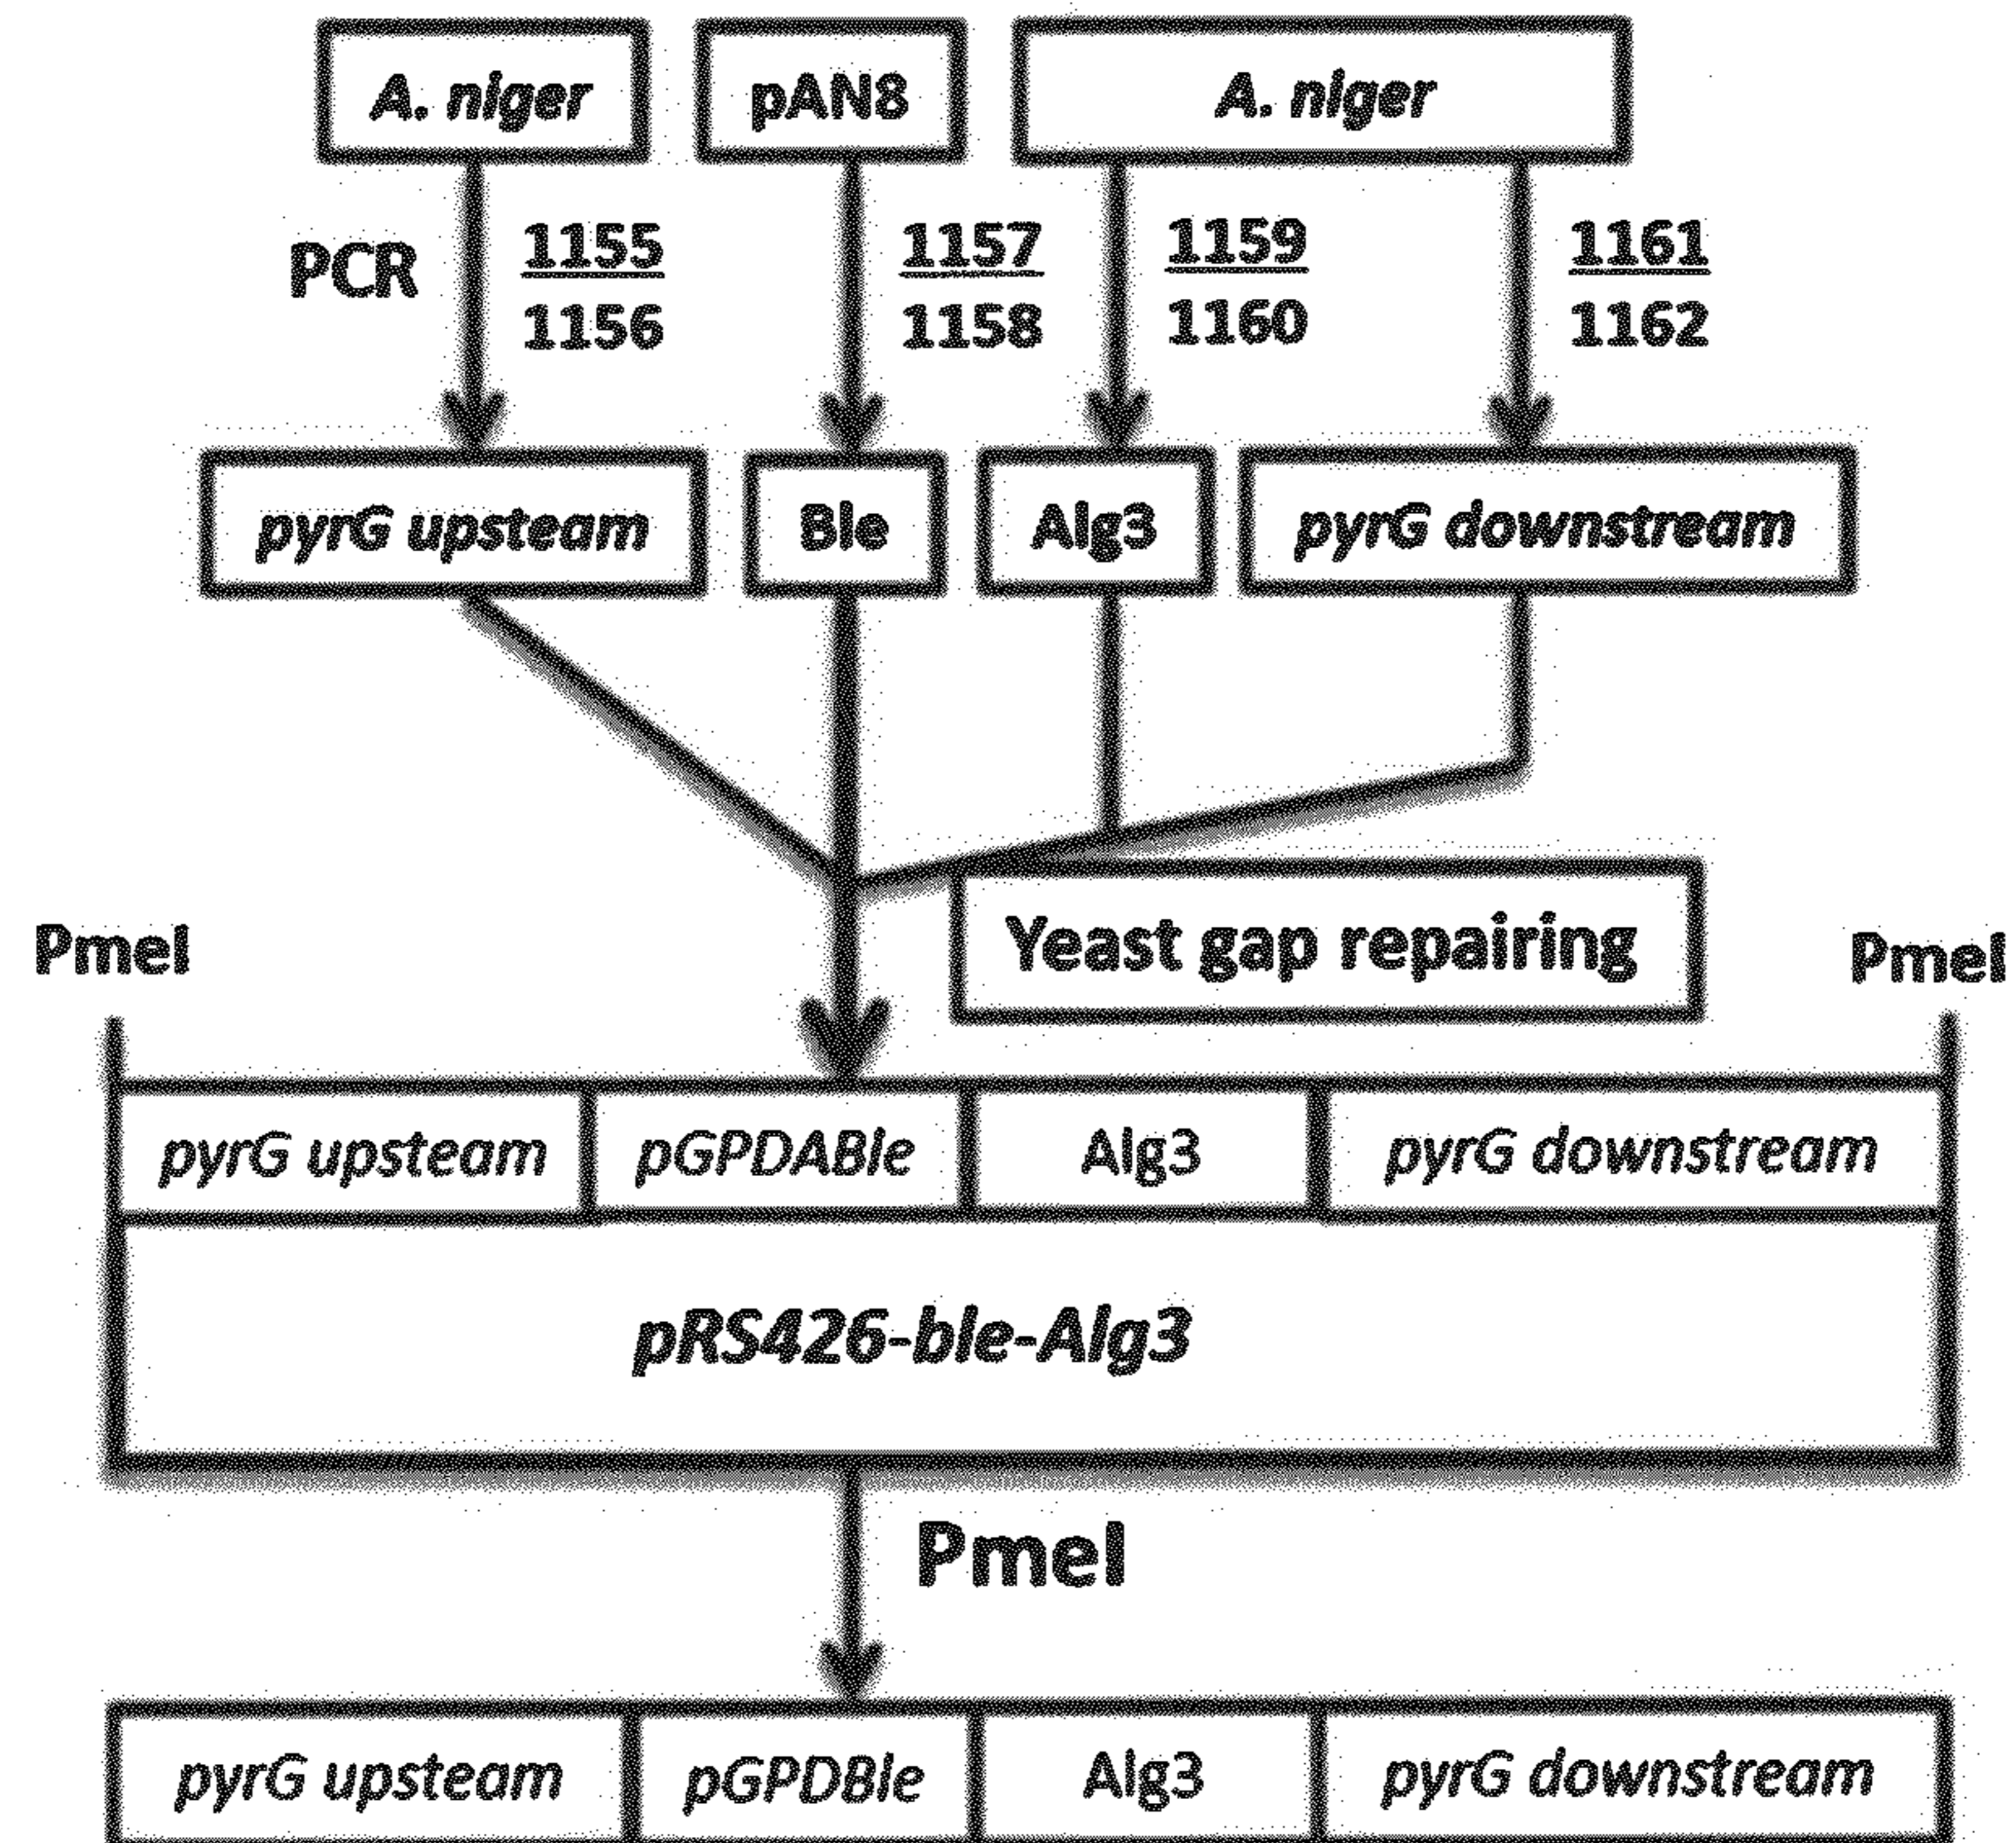 A. niger pAN8 A. niger
PCR 1155 1157 1159 1161
1156 1158 1160 1162
pyrG upsteam Ble Alg3 pyrG downstream
Yeast gap repairing
PmeI PmeI
pyrG upsteam pGPDABle Alg3 pyrG downstream
pRS426-ble-Alg3
PmeI
pyrG upsteam pGPDBle Alg3 pyrG downstream